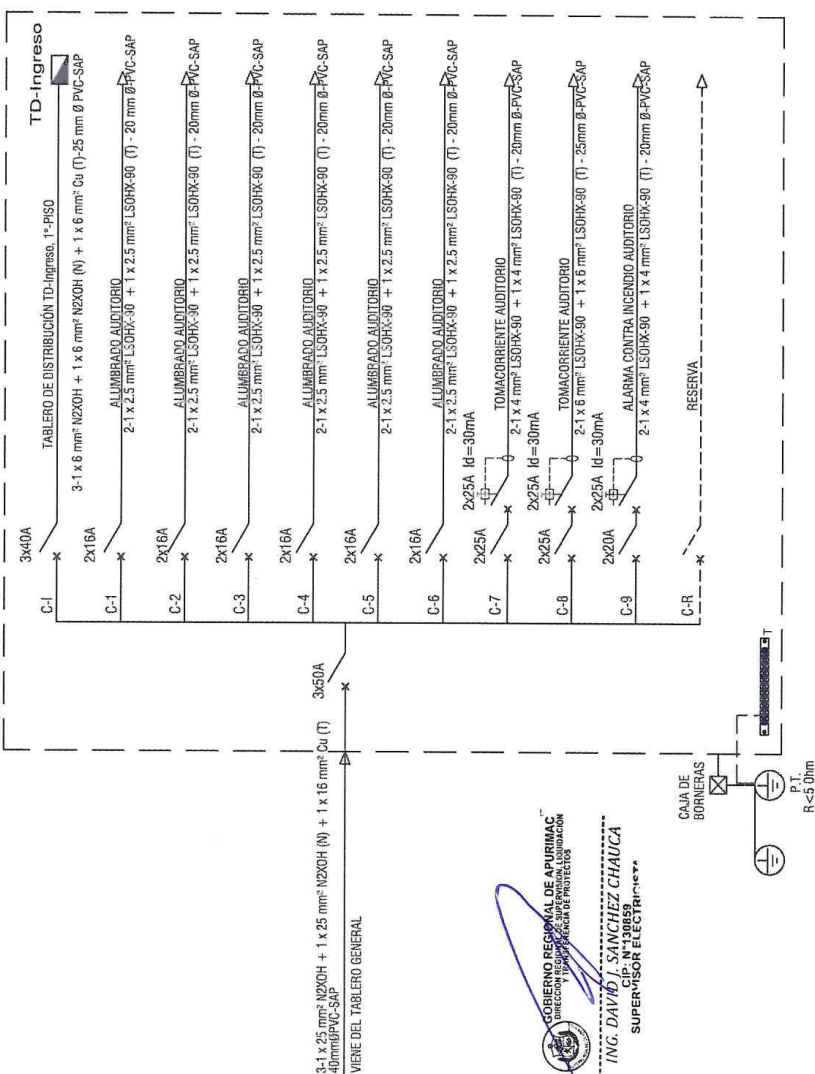 TD-Ingreso
3x40A
C-I
TABLERO DE DISTRIBUCIÓN TD-Ingreso, 1°-PISO
3-1 x 6 mm² N2XOH + 1 x 6 mm² N2XOH (N) + 1 x 6 mm² Cu (T)-25 mm Ø PVC-SAP
2x16A
C-1
ALUMBRADO AUDITORIO
2-1 x 2.5 mm² LSOHX-90 + 1 x 2.5 mm² LSOHX-90 (T) - 20 mm Ø-PVC-SAP
2x16A
C-2
ALUMBRADO AUDITORIO
2-1 x 2.5 mm² LSOHX-90 + 1 x 2.5 mm² LSOHX-90 (T) - 20mm Ø-PVC-SAP
2x16A
C-3
ALUMBRADO AUDITORIO
2-1 x 2.5 mm² LSOHX-90 + 1 x 2.5 mm² LSOHX-90 (T) - 20mm Ø-PVC-SAP
2x16A
C-4
ALUMBRADO AUDITORIO
2-1 x 2.5 mm² LSOHX-90 + 1 x 2.5 mm² LSOHX-90 (T) - 20mm Ø-PVC-SAP
2x16A
C-5
ALUMBRADO AUDITORIO
2-1 x 2.5 mm² LSOHX-90 + 1 x 2.5 mm² LSOHX-90 (T) - 20mm Ø-PVC-SAP
2x16A
C-6
ALUMBRADO AUDITORIO
2-1 x 2.5 mm² LSOHX-90 + 1 x 2.5 mm² LSOHX-90 (T) - 20mm Ø-PVC-SAP
2x25A
2x25A Id=30mA
C-7
TOMACORRIENTE AUDITORIO
2-1 x 4 mm² LSOHX-90 + 1 x 4 mm² LSOHX-90 (T) - 20mm Ø-PVC-SAP
2x25A
2x25A Id=30mA
C-8
TOMACORRIENTE AUDITORIO
2-1 x 6 mm² LSOHX-90 + 1 x 6 mm² LSOHX-90 (T) - 25mm Ø-PVC-SAP
2x20A
2x25A Id=30mA
C-9
ALARMA CONTRA INCENDIO AUDITORIO
2-1 x 4 mm² LSOHX-90 + 1 x 4 mm² LSOHX-90 (T) - 20mm Ø-PVC-SAP
C-R
RESERVA
3x50A
3-1 x 25 mm² N2XOH + 1 x 25 mm² N2XOH (N) + 1 x 16 mm² Cu (T)
40mmØPVC-SAP
VIENE DEL TABLERO GENERAL
T
CAJA DE
BORNERAS
P.T.
R<5 Ohm
GOBIERNO REGIONAL DE APURIMAC
DIRECCION REGIONAL DE SUPERVISION, LIQUIDACIÓN
Y TRANSFERENCIA DE PROYECTOS
ING. DAVID J. SANCHEZ CHAUCA
CIP: N°130859
SUPERVISOR ELECTRICISTA